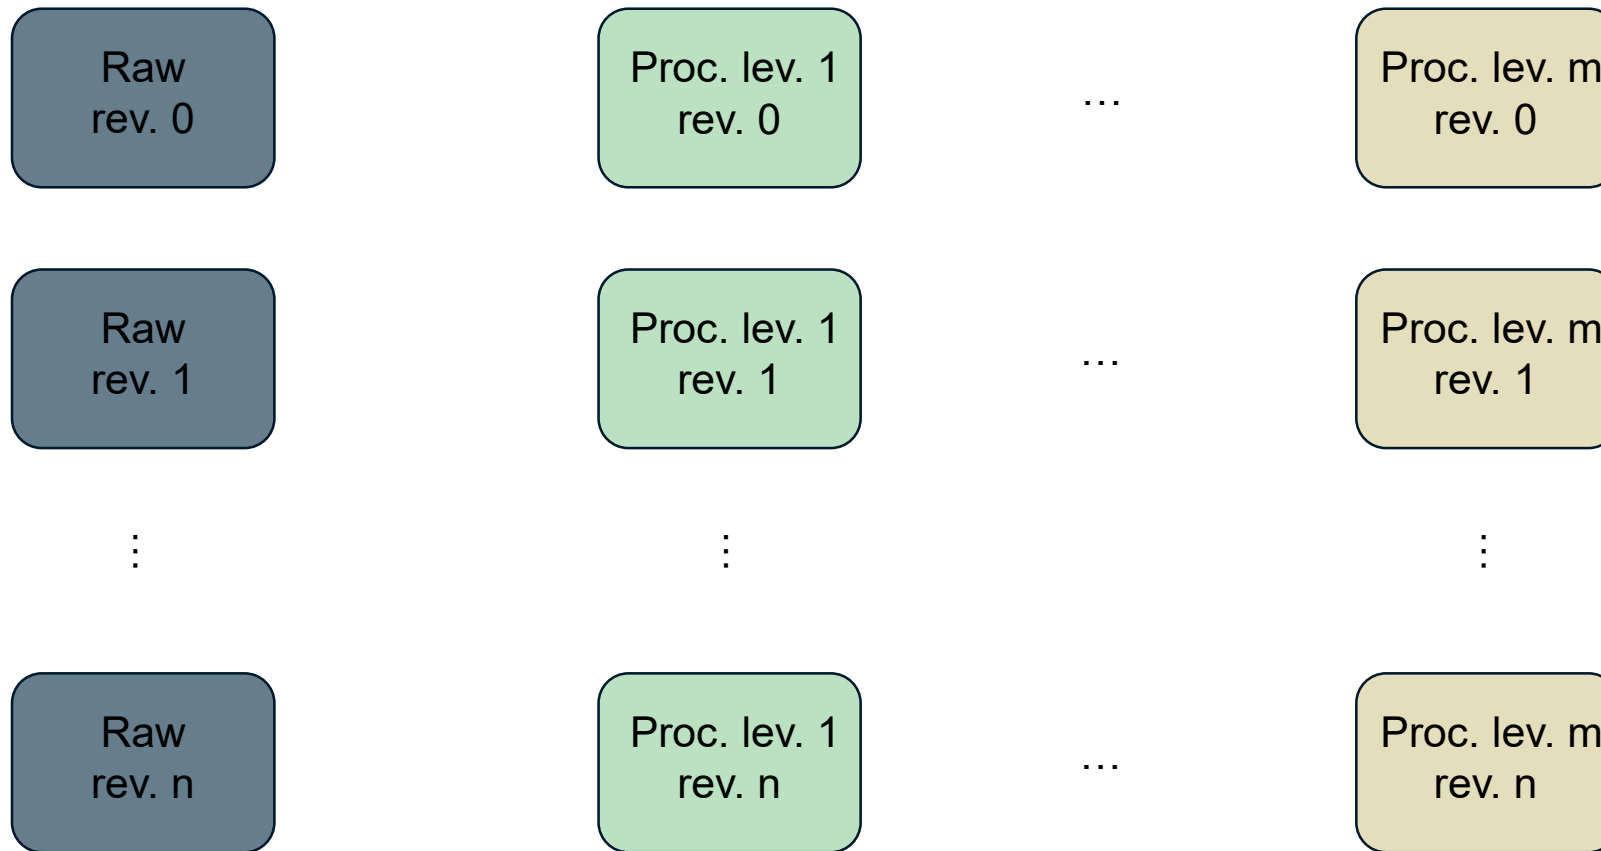 Raw
rev. 0
Proc. lev. 1
rev. 0
...
Proc. lev. m
rev. 0
Raw
rev. 1
Proc. lev. 1
rev. 1
...
Proc. lev. m
rev. 1
⋮
⋮
⋮
Raw
rev. n
Proc. lev. 1
rev. n
...
Proc. lev. m
rev. n